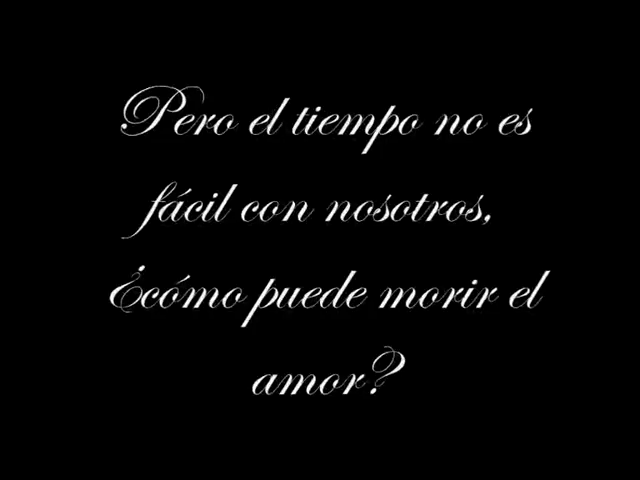 Pero el tiempo no es
fácil con nosotros,
¿cómo puede morir el
amor?